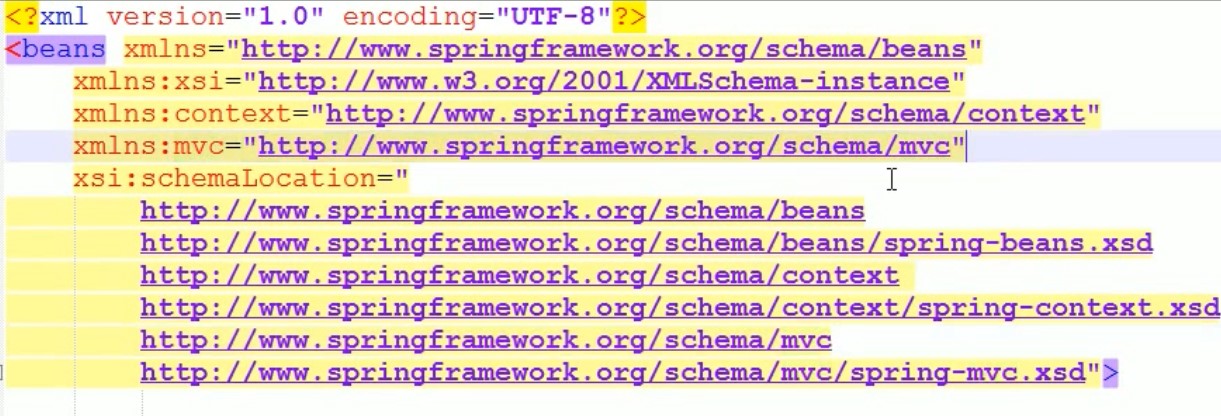 <?xml version="1.0" encoding="UTF-8"?>
<beans xmlns="http://www.springframework.org/schema/beans"
xmlns:xsi="http://www.w3.org/2001/XMLSchema-instance"
xmlns:context="http://www.springframework.org/schema/context"
xmlns:mvc="http://www.springframework.org/schema/mvc"
xsi:schemaLocation="
http://www.springframework.org/schema/beans
http://www.springframework.org/schema/beans/spring-beans.xsd
http://www.springframework.org/schema/context
http://www.springframework.org/schema/context/spring-context.xsd
http://www.springframework.org/schema/mvc
http://www.springframework.org/schema/mvc/spring-mvc.xsd">